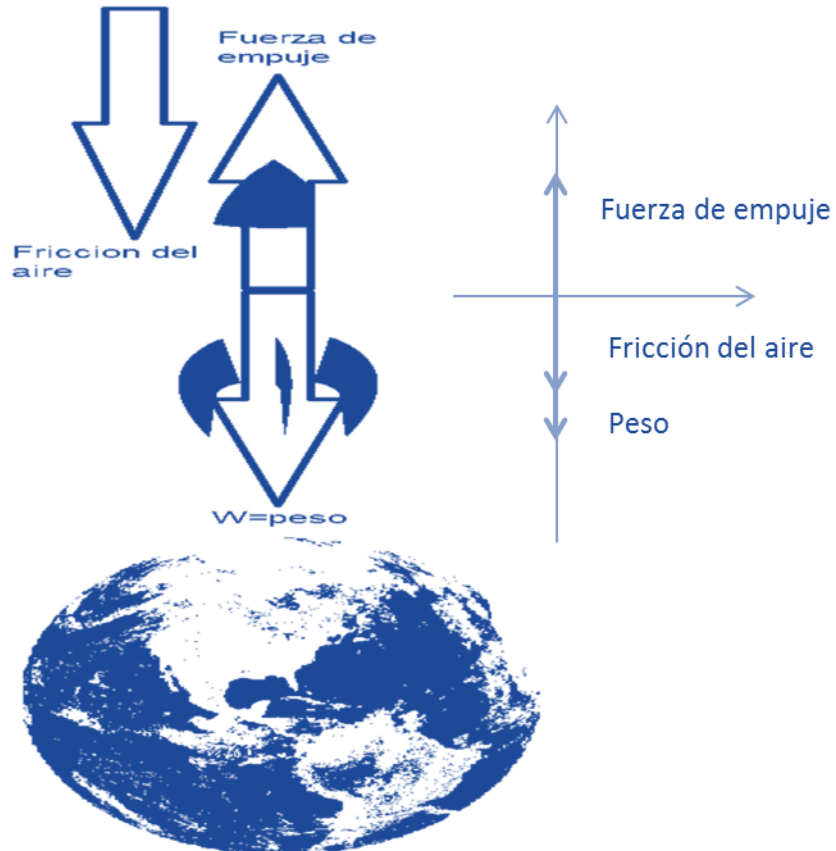 Fuerza de
empuje
Friccion del
aire
W=peso
Fuerza de empuje
Fricción del aire
Peso